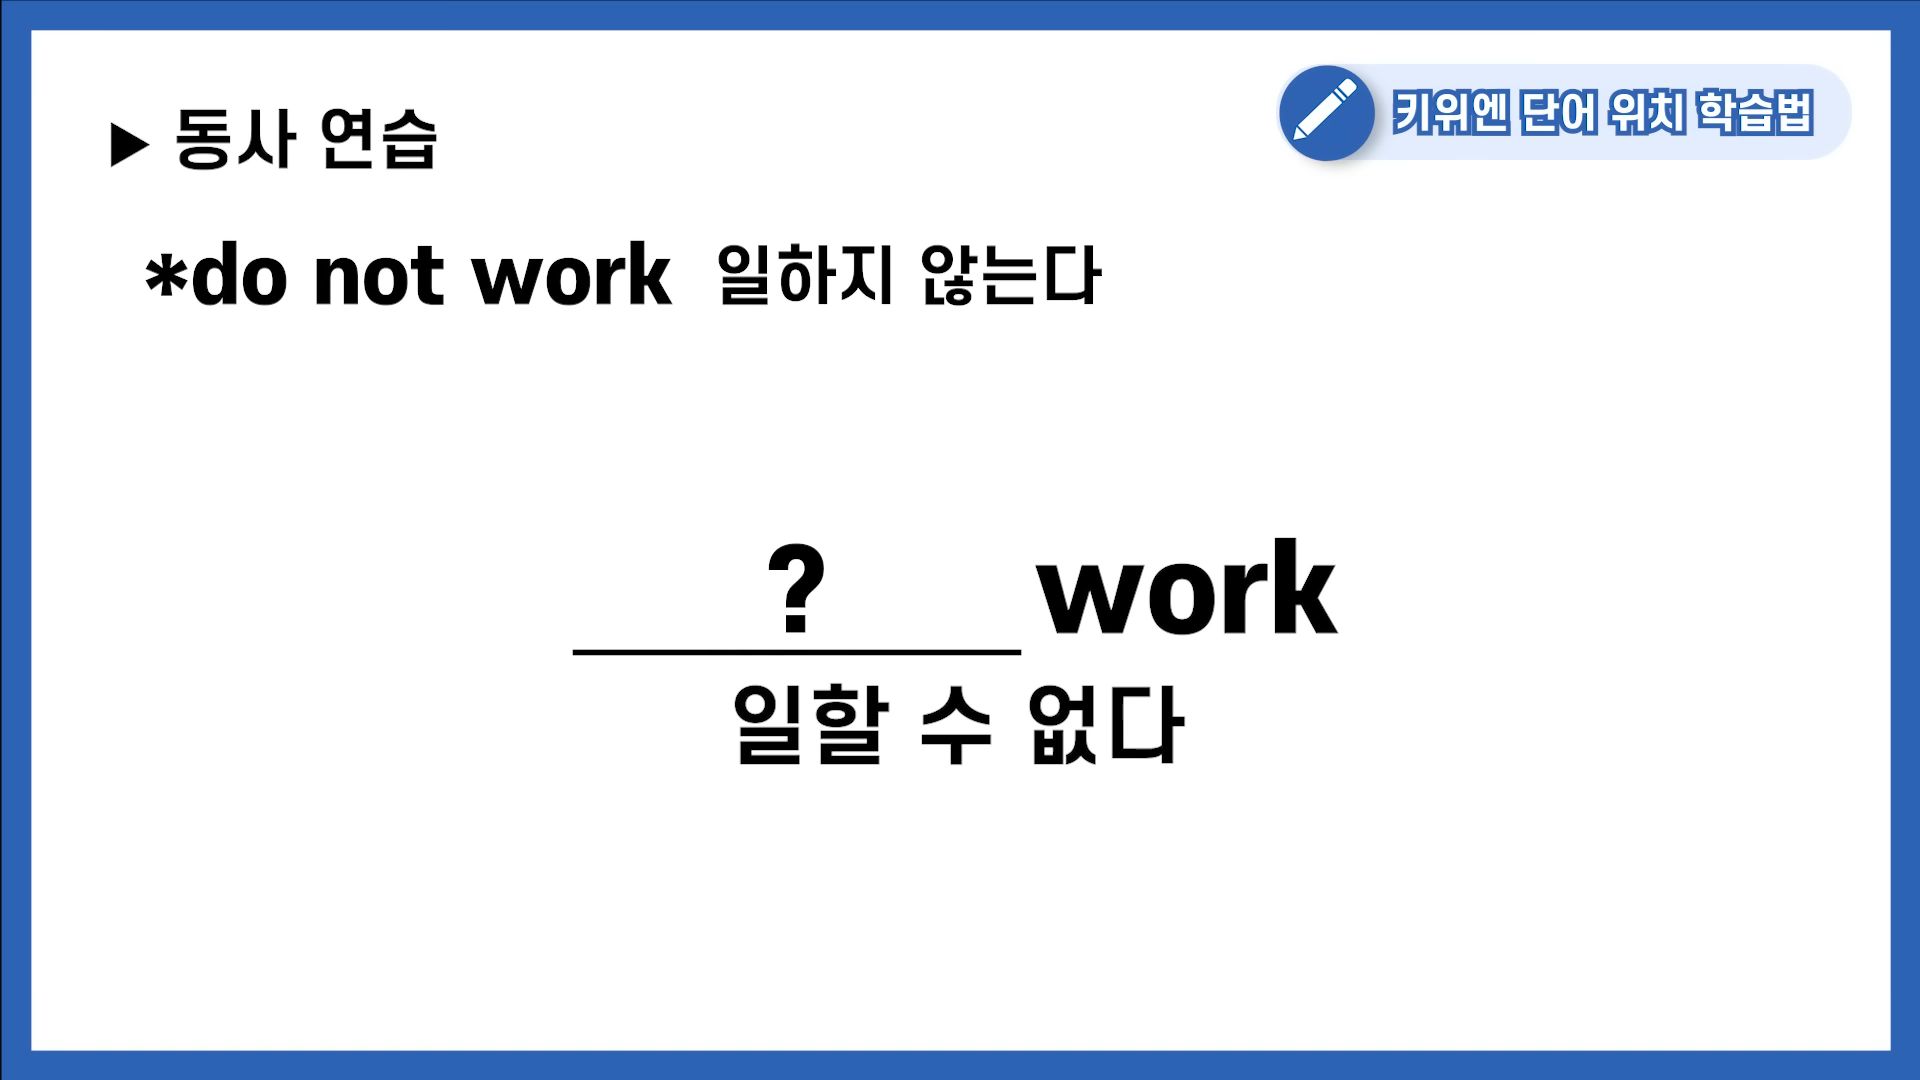 키위엔 단어 위치 학습법
▶ 동사 연습
*do not work 일하지 않는다
? work
일할 수 없다